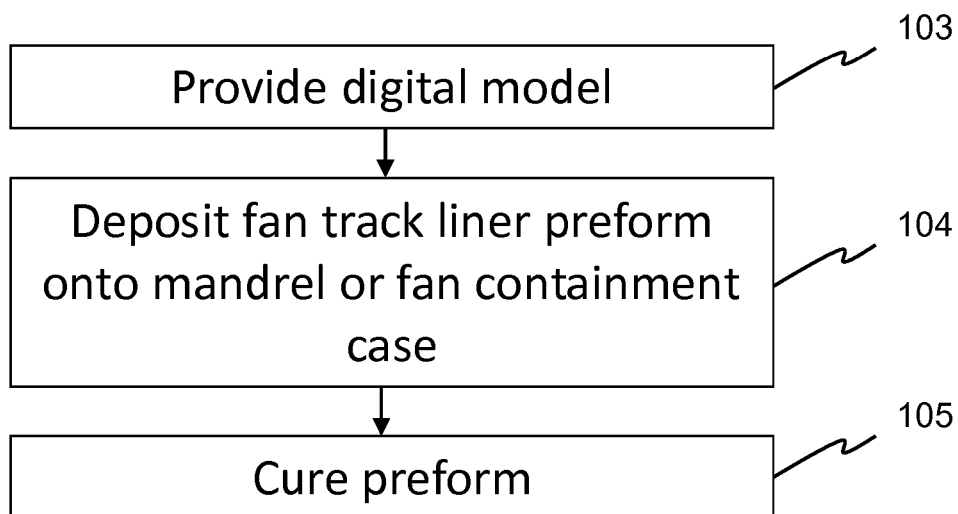 103
Provide digital model
104
Deposit fan track liner preform
onto mandrel or fan containment
case
105
Cure preform